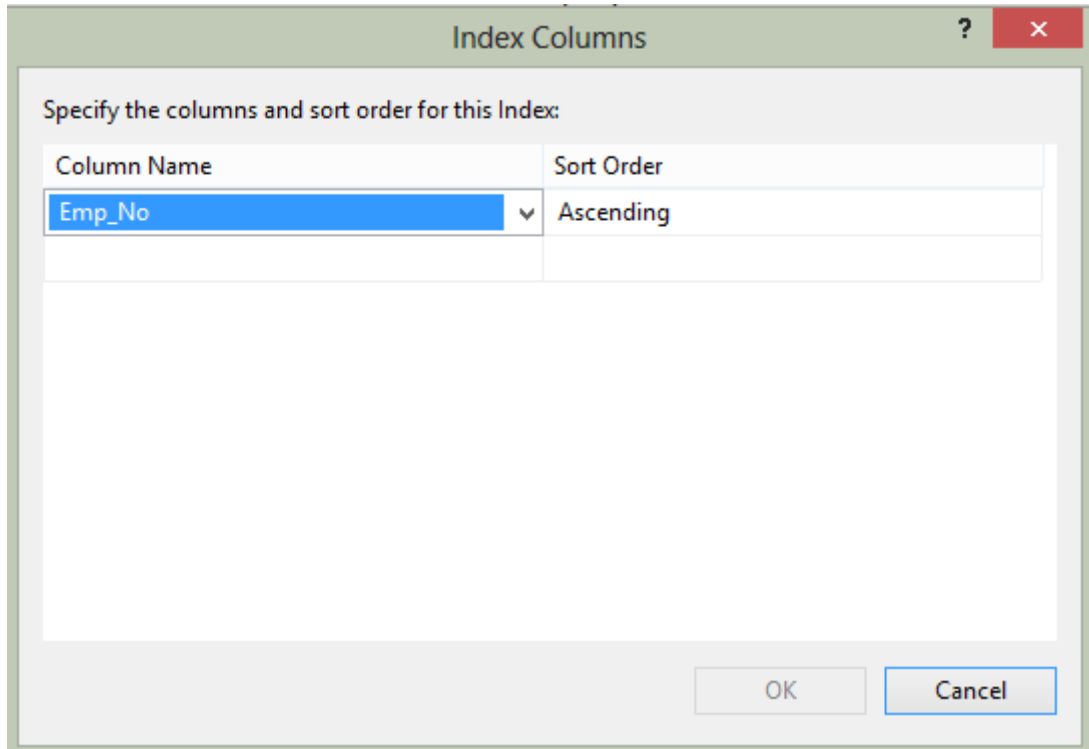 Index Columns
?
Specify the columns and sort order for this Index:
Column Name Sort Order
Emp_No Ascending
OK Cancel